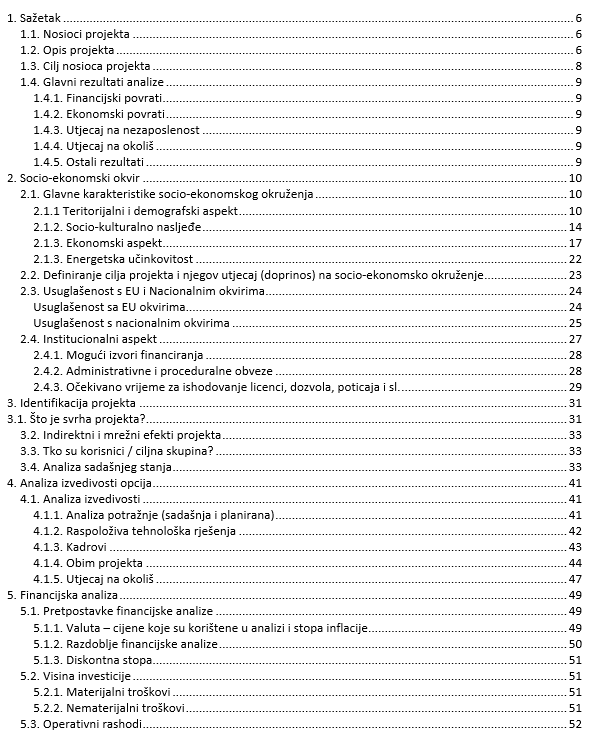 1. Sažetak 6
1.1. Nosioci projekta 6
1.2. Opis projekta 6
1.3. Cilj nosioca projekta 8
1.4. Glavni rezultati analize 9
1.4.1. Financijski povrati 9
1.4.2. Ekonomski povrati 9
1.4.3. Utjecaj na nezaposlenost 9
1.4.4. Utjecaj na okoliš 9
1.4.5. Ostali rezultati 9
2. Socio-ekonomski okvir 10
2.1. Glavne karakteristike socio-ekonomskog okruženja 10
2.1.1 Teritorijalni i demografski aspekt 10
2.1.2. Socio-kulturalno nasljeđe 14
2.1.3. Ekonomski aspekt 17
2.1.3. Energetska učinkovitost 22
2.2. Definiranje cilja projekta i njegov utjecaj (doprinos) na socio-ekonomsko okruženje 23
2.3. Usuglašenost s EU i Nacionalnim okvirima 24
Usuglašenost sa EU okvirima 24
Usuglašenost s nacionalnim okvirima 25
2.4. Institucionalni aspekt 27
2.4.1. Mogući izvori financiranja 28
2.4.2. Administrativne i proceduralne obveze 28
2.4.3. Očekivano vrijeme za ishodovanje licenci, dozvola, poticaja i sl. 29
3. Identifikacija projekta 31
3.1. Što je svrha projekta? 31
3.2. Indirektni i mrežni efekti projekta 33
3.3. Tko su korisnici / ciljna skupina? 33
3.4. Analiza sadašnjeg stanja 33
4. Analiza izvedivosti opcija 41
4.1. Analiza izvedivosti 41
4.1.1. Analiza potražnje (sadašnja i planirana) 41
4.1.2. Raspoloživa tehnološka rješenja 42
4.1.3. Kadrovi 43
4.1.4. Obim projekta 44
4.1.5. Utjecaj na okoliš 47
5. Financijska analiza 49
5.1. Pretpostavke financijske analize 49
5.1.1. Valuta – cijene koje su korištene u analizi i stopa inflacije 49
5.1.2. Razdoblje financijske analize 50
5.1.3. Diskontna stopa 51
5.2. Visina investicije 51
5.2.1. Materijalni troškovi 51
5.2.2. Nematerijalni troškovi 51
5.3. Operativni rashodi 52